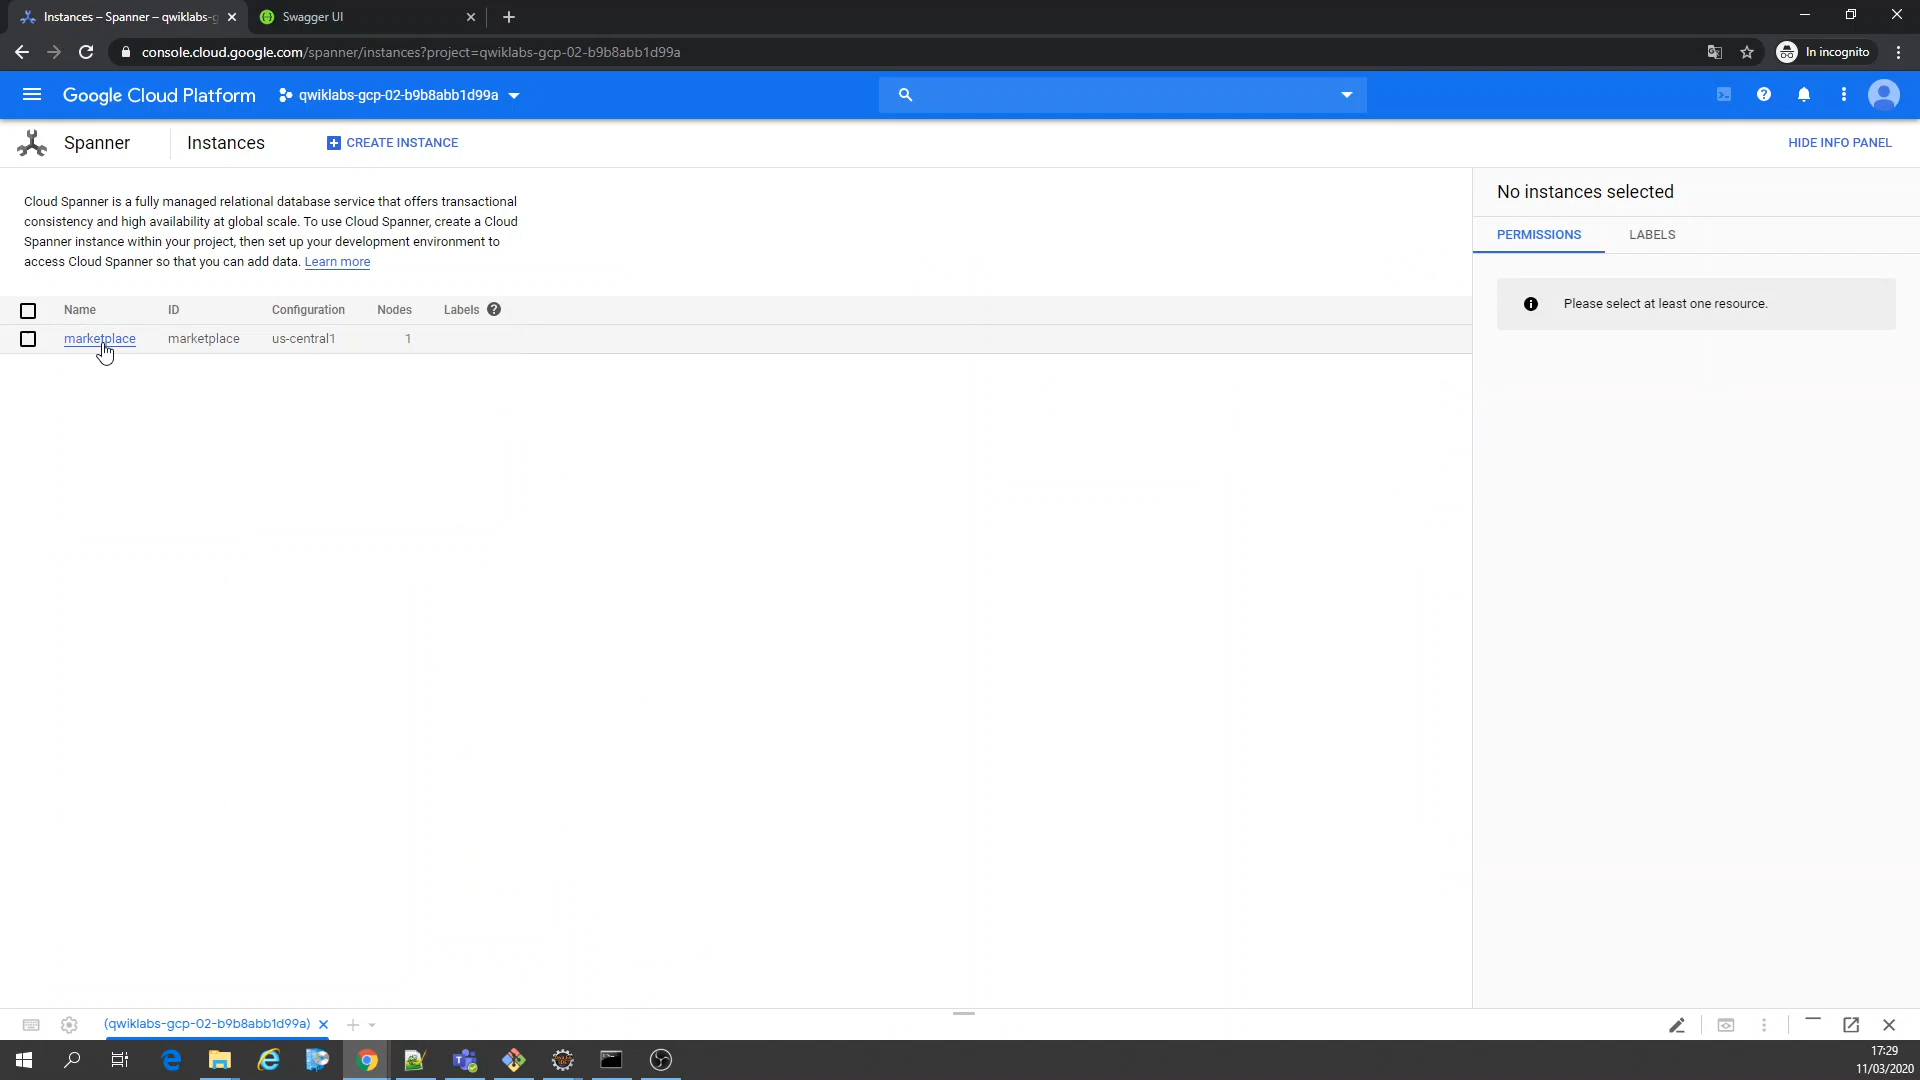 Instances – Spanner – qwiklabs-g
Swagger UI
console.cloud.google.com/spanner/instances?project=qwiklabs-gcp-02-b9b8abb1d99a
In incognito
Google Cloud Platform
qwiklabs-gcp-02-b9b8abb1d99a
Spanner
Instances
CREATE INSTANCE
HIDE INFO PANEL
Cloud Spanner is a fully managed relational database service that offers transactional
consistency and high availability at global scale. To use Cloud Spanner, create a Cloud
Spanner instance within your project, then set up your development environment to
access Cloud Spanner so that you can add data. Learn more
Name ID Configuration Nodes Labels
marketplace marketplace us-central1 1
No instances selected
PERMISSIONS LABELS
Please select at least one resource.
(qwiklabs-gcp-02-b9b8abb1d99a)
17:29
11/03/2020